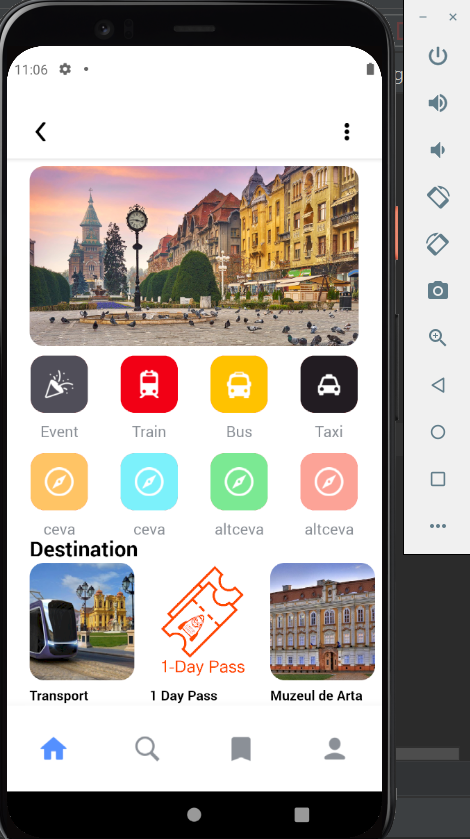 11:06
g
Event Train Bus Taxi
ceva ceva altceva altceva
Destination
1-Day Pass
Transport 1 Day Pass Muzeul de Arta